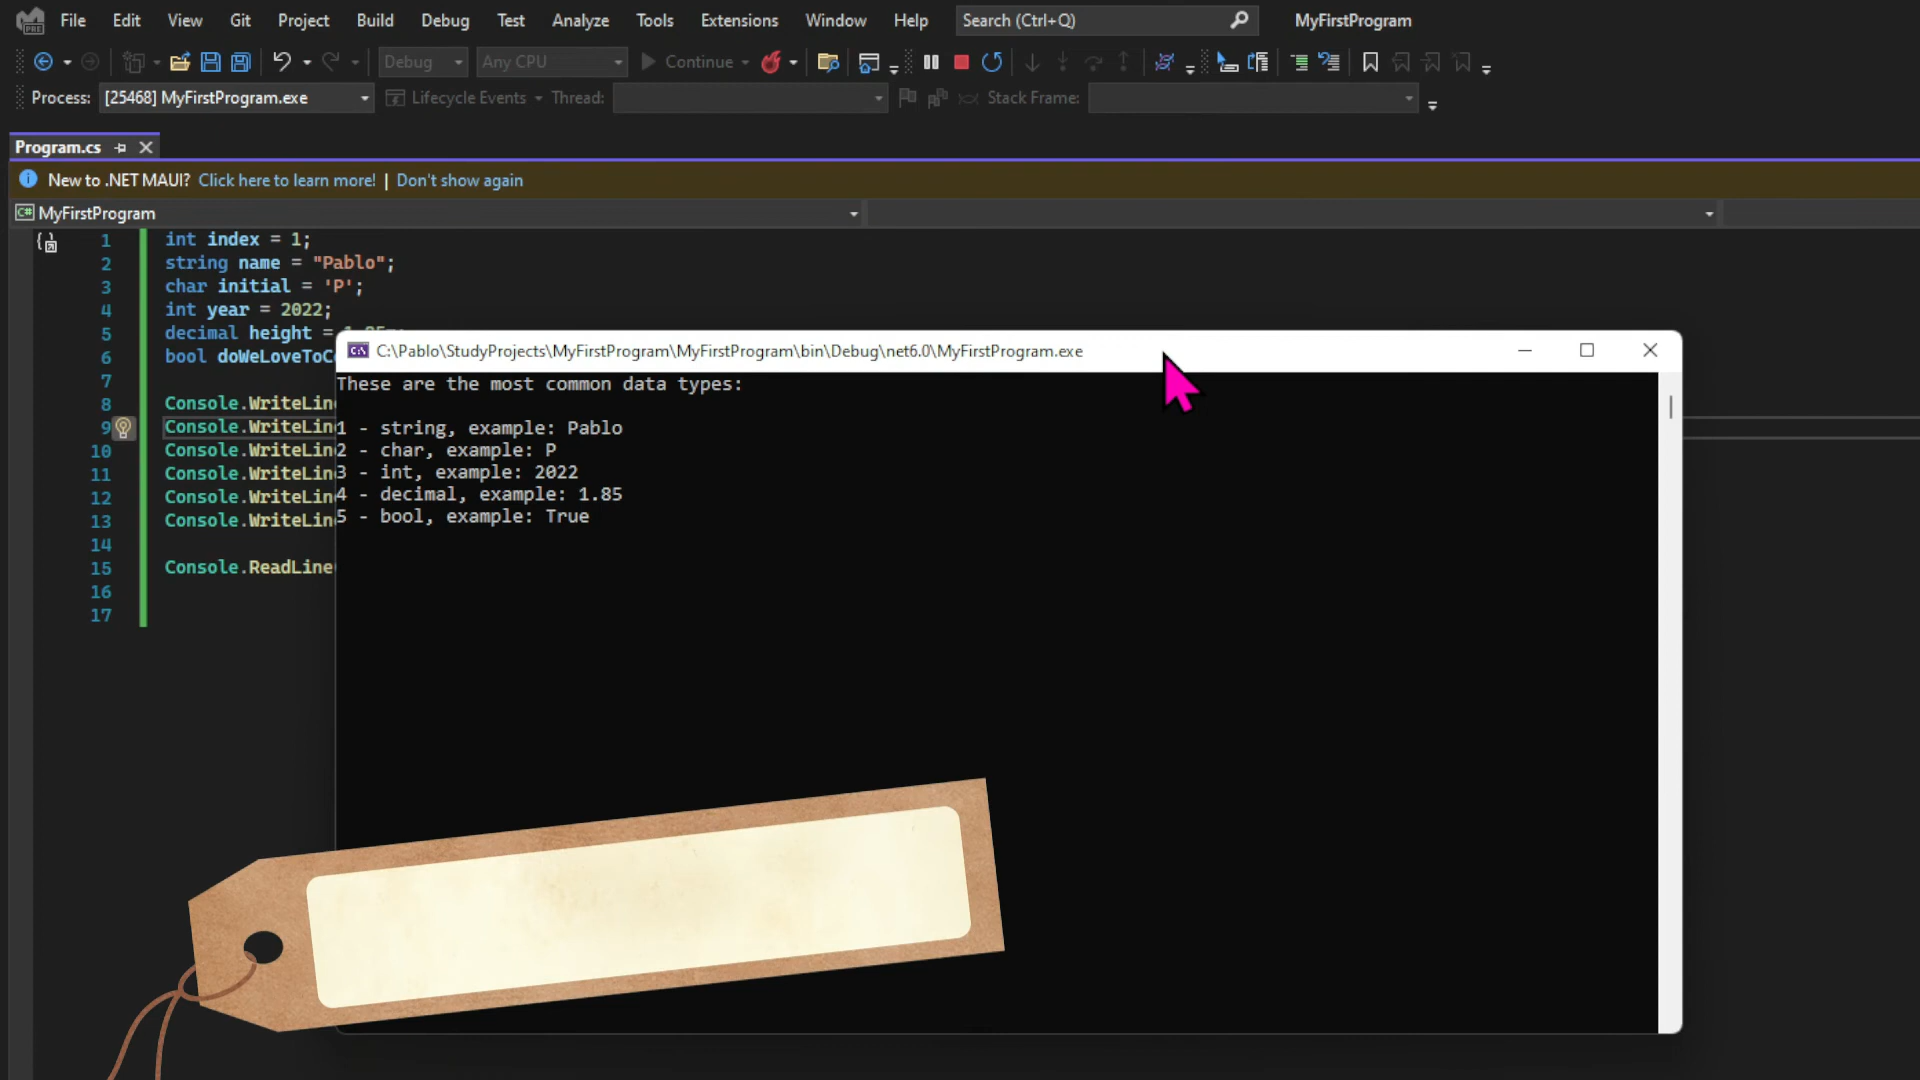 File Edit View Git Project Build Debug Test Analyze Tools Extensions Window Help Search (Ctrl+Q) MyFirstProgram
Debug Any CPU Continue
Process: [25468] MyFirstProgram.exe Lifecycle Events Thread: Stack Frame:
Program.cs
New to .NET MAUI? Click here to learn more! | Don't show again
C# MyFirstProgram
1 int index = 1;
2 string name = "Pablo";
3 char initial = 'P';
4 int year = 2022;
5 decimal height =
6 bool doWeLoveToC
7
8 Console.WriteLin
9 Console.WriteLin
10 Console.WriteLin
11 Console.WriteLin
12 Console.WriteLin
13 Console.WriteLin
14
15 Console.ReadLine
16
17
C:\Pablo\StudyProjects\MyFirstProgram\MyFirstProgram\bin\Debug\net6.0\MyFirstProgram.exe
These are the most common data types:
1 - string, example: Pablo
2 - char, example: P
3 - int, example: 2022
4 - decimal, example: 1.85
5 - bool, example: True